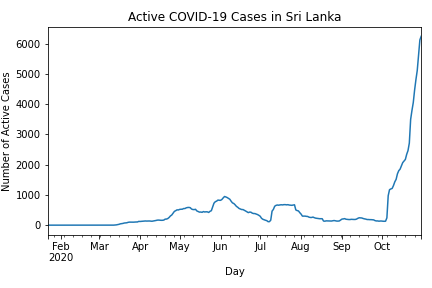 Active COVID-19 Cases in Sri Lanka
Number of Active Cases
6000
5000
4000
3000
2000
1000
0
Feb Mar Apr May Jun Jul Aug Sep Oct
2020
Day